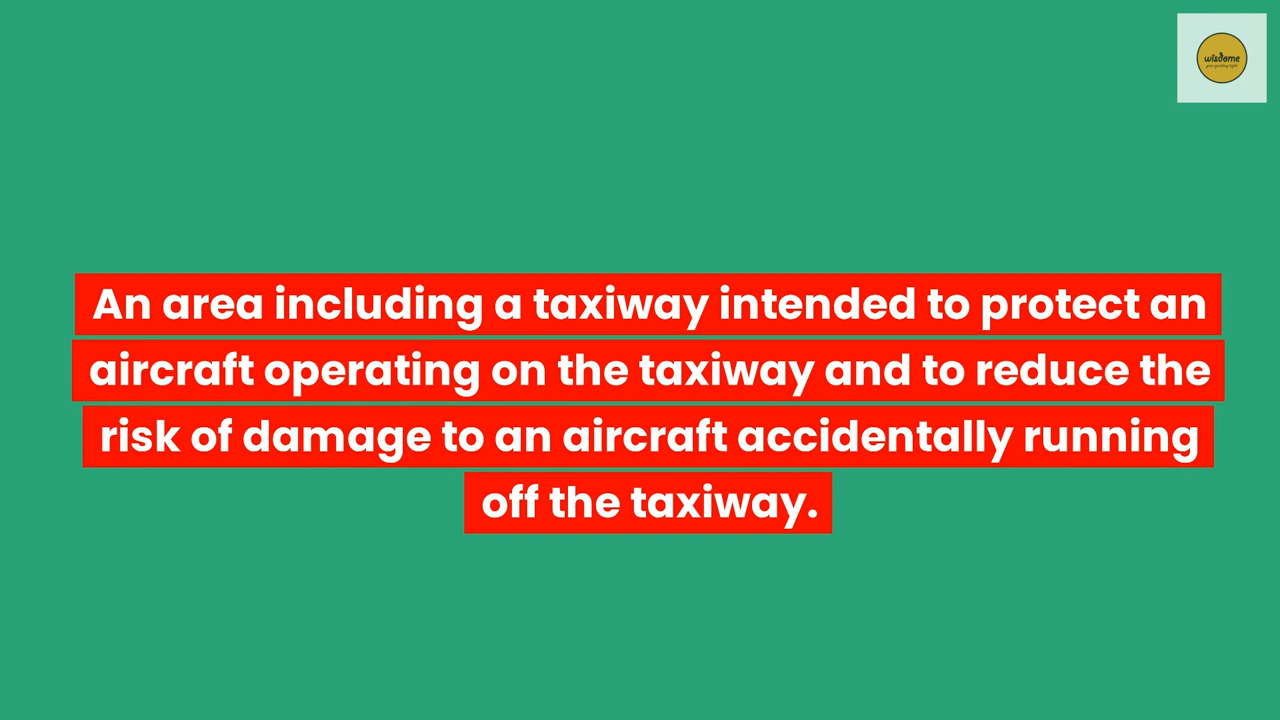 wisdome
An area including a taxiway intended to protect an
aircraft operating on the taxiway and to reduce the
risk of damage to an aircraft accidentally running
off the taxiway.